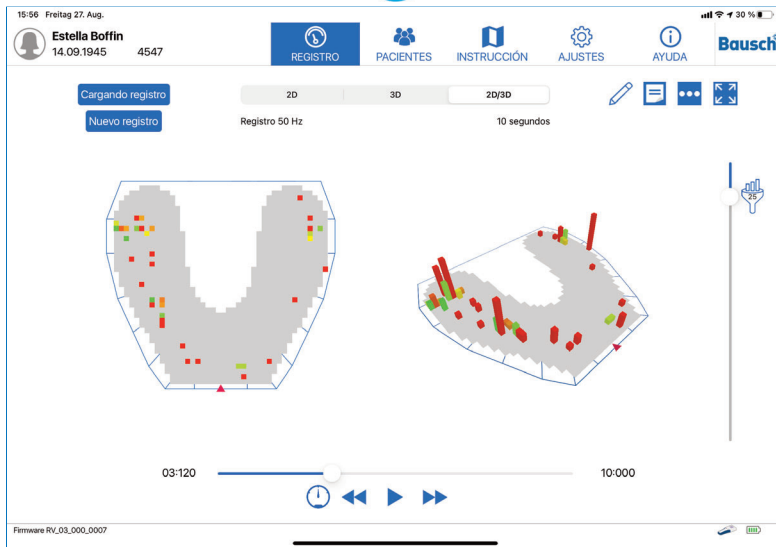 15:56 Freitag 27. Aug.
30 %
Estella Boffin
14.09.1945 4547
REGISTRO
PACIENTES
INSTRUCCIÓN
AJUSTES
AYUDA
Bausch
Cargando registro
Nuevo registro
2D
3D
2D/3D
Registro 50 Hz
10 segundos
25
03:120
10:000
Firmware RV_03_000_0007